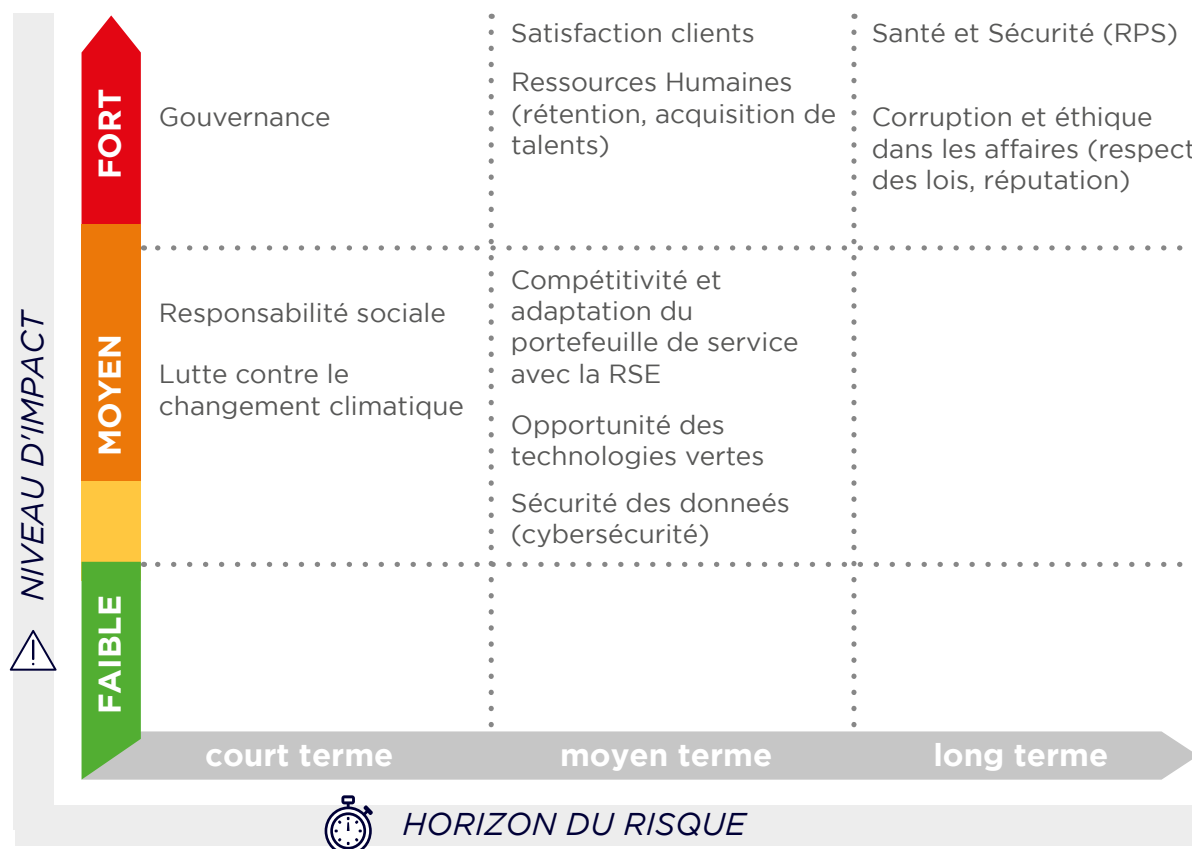 NIVEAU D'IMPACT
FORT
MOYEN
FAIBLE
Gouvernance
Satisfaction clients
Ressources Humaines
(rétention, acquisition de
talents)
Santé et Sécurité (RPS)
Corruption et éthique
dans les affaires (respect
des lois, réputation)
Responsabilité sociale
Lutte contre le
changement climatique
Compétitivité et
adaptation du
portefeuille de service
avec la RSE
Opportunité des
technologies vertes
Sécurité des donneés
(cybersécurité)
court terme
moyen terme
long terme
HORIZON DU RISQUE